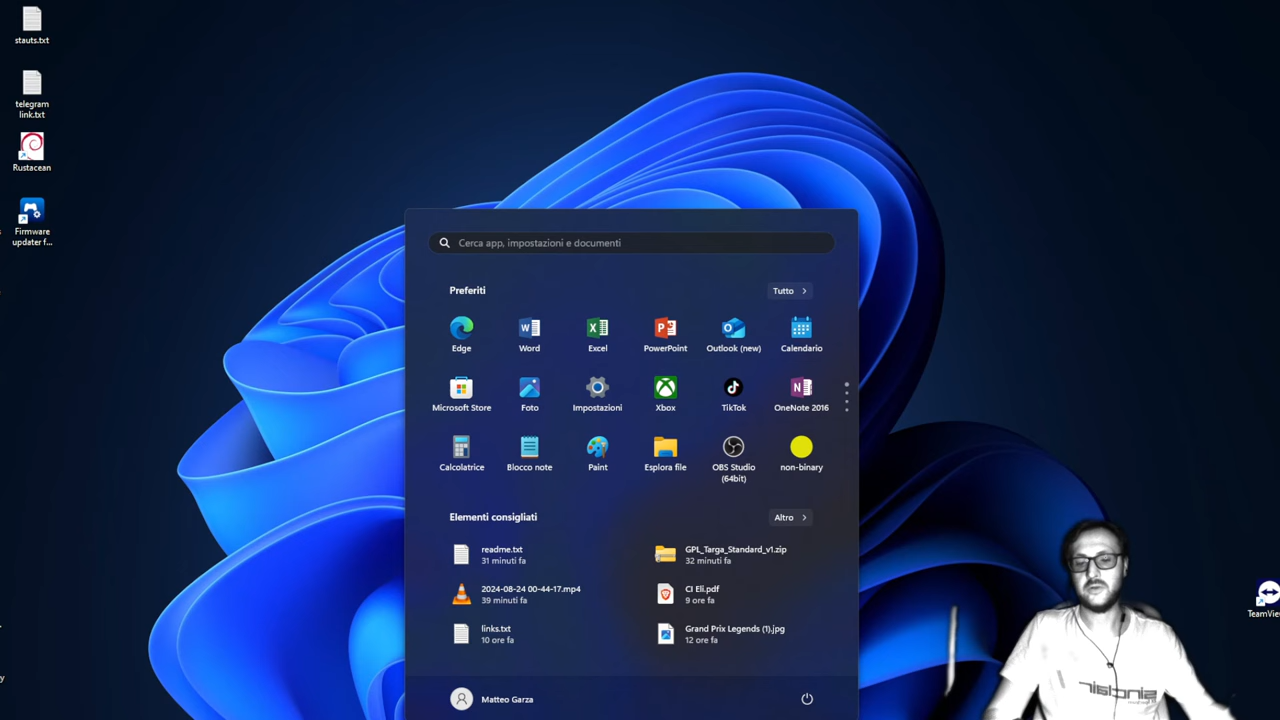 stauts.txt
telegram
link.txt
Rustacean
Firmware
updater f...
Cerca app, impostazioni e documenti
Preferiti
Tutto
Edge
Word
Excel
PowerPoint
Outlook (new)
Calendario
Microsoft Store
Foto
Impostazioni
Xbox
TikTok
OneNote 2016
Calcolatrice
Blocco note
Paint
Esplora file
OBS Studio
(64bit)
non-binary
Elementi consigliati
Altro
readme.txt
31 minuti fa
GPL_Targa_Standard_v1.zip
32 minuti fa
2024-08-24 00-44-17.mp4
39 minuti fa
CI Eli.pdf
9 ore fa
links.txt
10 ore fa
Grand Prix Legends (1).jpg
12 ore fa
Matteo Garza
TeamView
sinclair